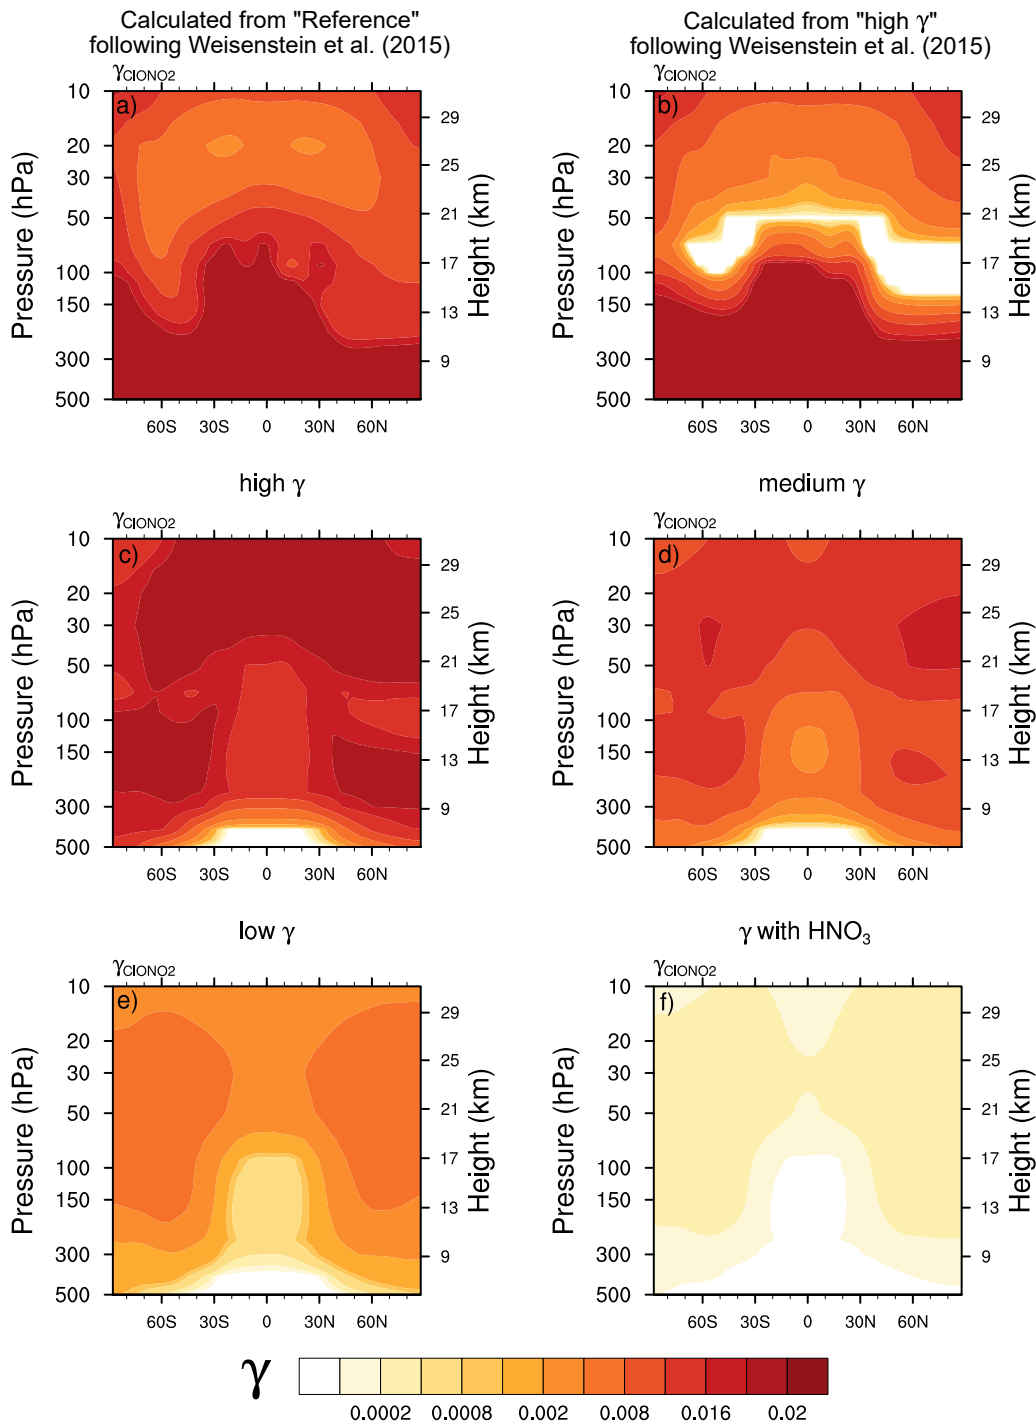 Calculated from "Reference"
following Weisenstein et al. (2015)
Calculated from "high γ"
following Weisenstein et al. (2015)
γClONO2
γClONO2
a)
b)
10
20
30
50
100
150
300
500
Pressure (hPa)
29
25
21
17
13
9
Height (km)
60S 30S 0 30N 60N
10
20
30
50
100
150
300
500
Pressure (hPa)
29
25
21
17
13
9
Height (km)
60S 30S 0 30N 60N
high γ
medium γ
γClONO2
γClONO2
c)
d)
10
20
30
50
100
150
300
500
Pressure (hPa)
29
25
21
17
13
9
Height (km)
60S 30S 0 30N 60N
10
20
30
50
100
150
300
500
Pressure (hPa)
29
25
21
17
13
9
Height (km)
60S 30S 0 30N 60N
low γ
γ with HNO3
γClONO2
γClONO2
e)
f)
10
20
30
50
100
150
300
500
Pressure (hPa)
29
25
21
17
13
9
Height (km)
60S 30S 0 30N 60N
10
20
30
50
100
150
300
500
Pressure (hPa)
29
25
21
17
13
9
Height (km)
60S 30S 0 30N 60N
γ
0.0002 0.0008 0.002 0.008 0.016 0.02